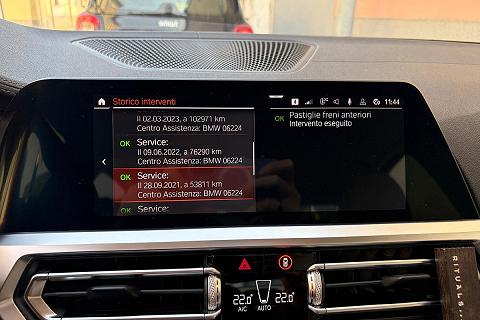 Storico interventi
11:44
Il 02.03.2023, a 102971 km
Centro Assistenza: BMW 06224
OK Service:
Il 09.06.2022, a 76290 km
Centro Assistenza: BMW 06224
OK Service:
Il 28.09.2021, a 53811 km
Centro Assistenza: BMW 06224
OK Service:
OK Pastiglie freni anteriori
Intervento eseguito
22.0
A/C
AUTO
22.0
RITUALS